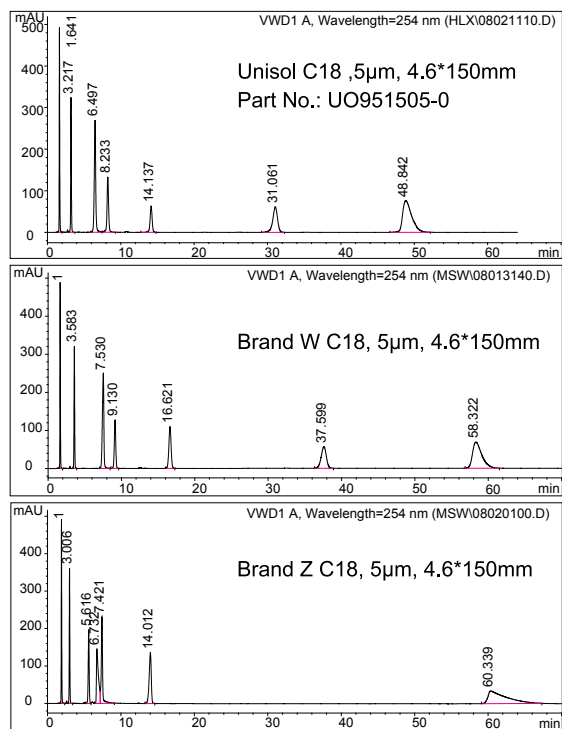 mAU
VWD1 A, Wavelength=254 nm (HLX\08021110.D)
500
400
300
200
100
0
1.641
3.217
6.497
8.233
14.137
31.061
48.842
Unisol C18 ,5μm, 4.6*150mm
Part No.: UO951505-0
0 10 20 30 40 50 60 min
mAU
VWD1 A, Wavelength=254 nm (MSW\08013140.D)
400
300
200
100
0
1
3.583
7.530
9.130
16.621
37.599
58.322
Brand W C18, 5μm, 4.6*150mm
0 10 20 30 40 50 60 min
mAU
VWD1 A, Wavelength=254 nm (MSW\08020100.D)
400
300
200
100
0
1
3.006
5.616
6.732
7.421
14.012
60.339
Brand Z C18, 5μm, 4.6*150mm
0 10 20 30 40 50 60 min